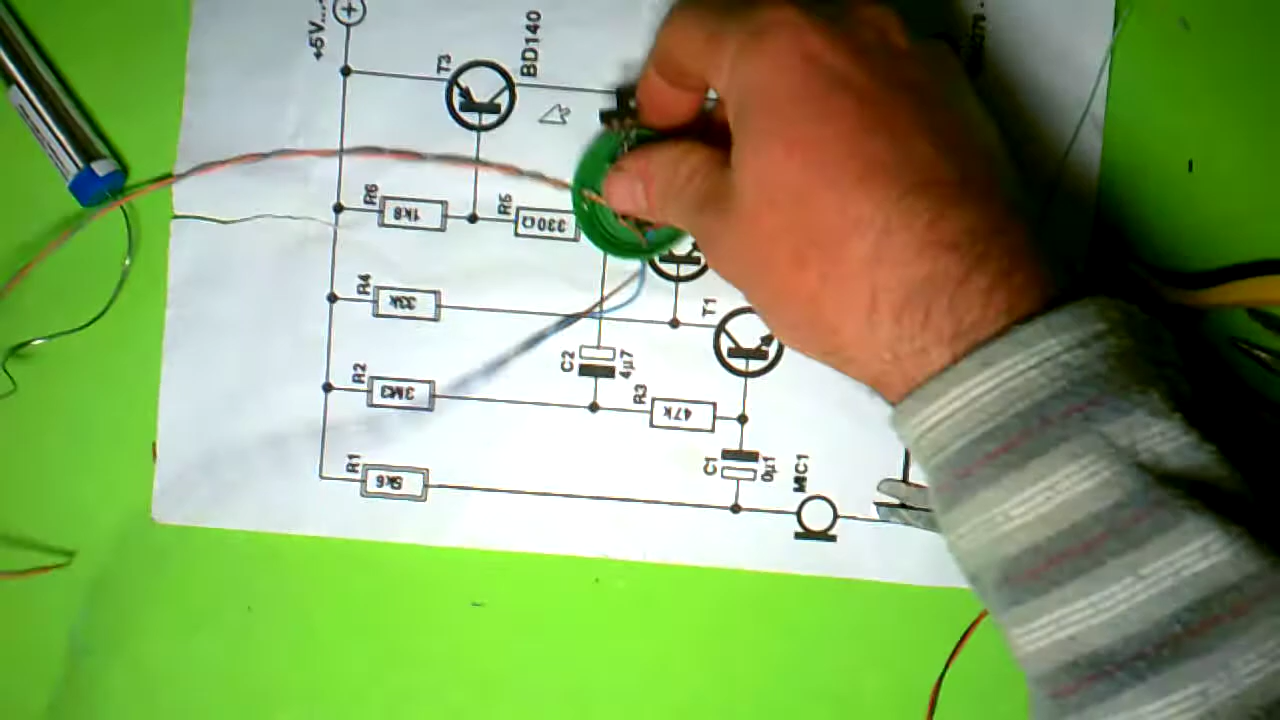 +5V...
T3
BD140
R6
1k8
R5
330Ω
R4
33k
T1
C2
4µ7
R2
3M3
R3
47k
C1
0µ1
R1
5k6
MIC1